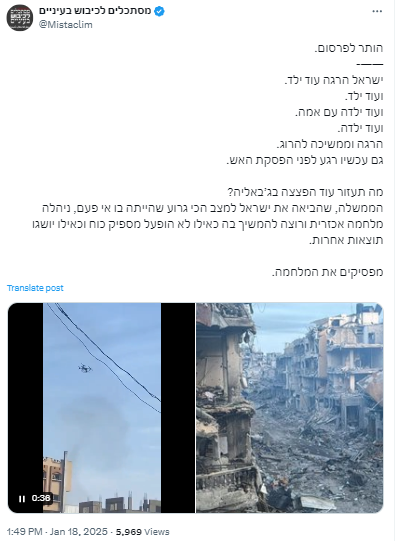 מסתכלים לכיבוש בעיניים
@Mistaclim
הותר לפרסום.
-——
ישראל הרגה עוד ילד.
ועוד ילד.
ועוד ילדה עם אמה.
ועוד ילדה.
הרגה וממשיכה להרוג.
גם עכשיו רגע לפני הפסקת האש.
מה תעזור עוד הפצצה בג'באליה?
הממשלה, שהביאה את ישראל למצב הכי גרוע שהייתה בו אי פעם, ניהלה
מלחמה אכזרית ורוצה להמשיך בה כאילו לא הופעל מספיק כוח וכאילו יושגו
תוצאות אחרות.
מפסיקים את המלחמה.
Translate post
0:36
1:49 PM · Jan 18, 2025 · 5,969 Views